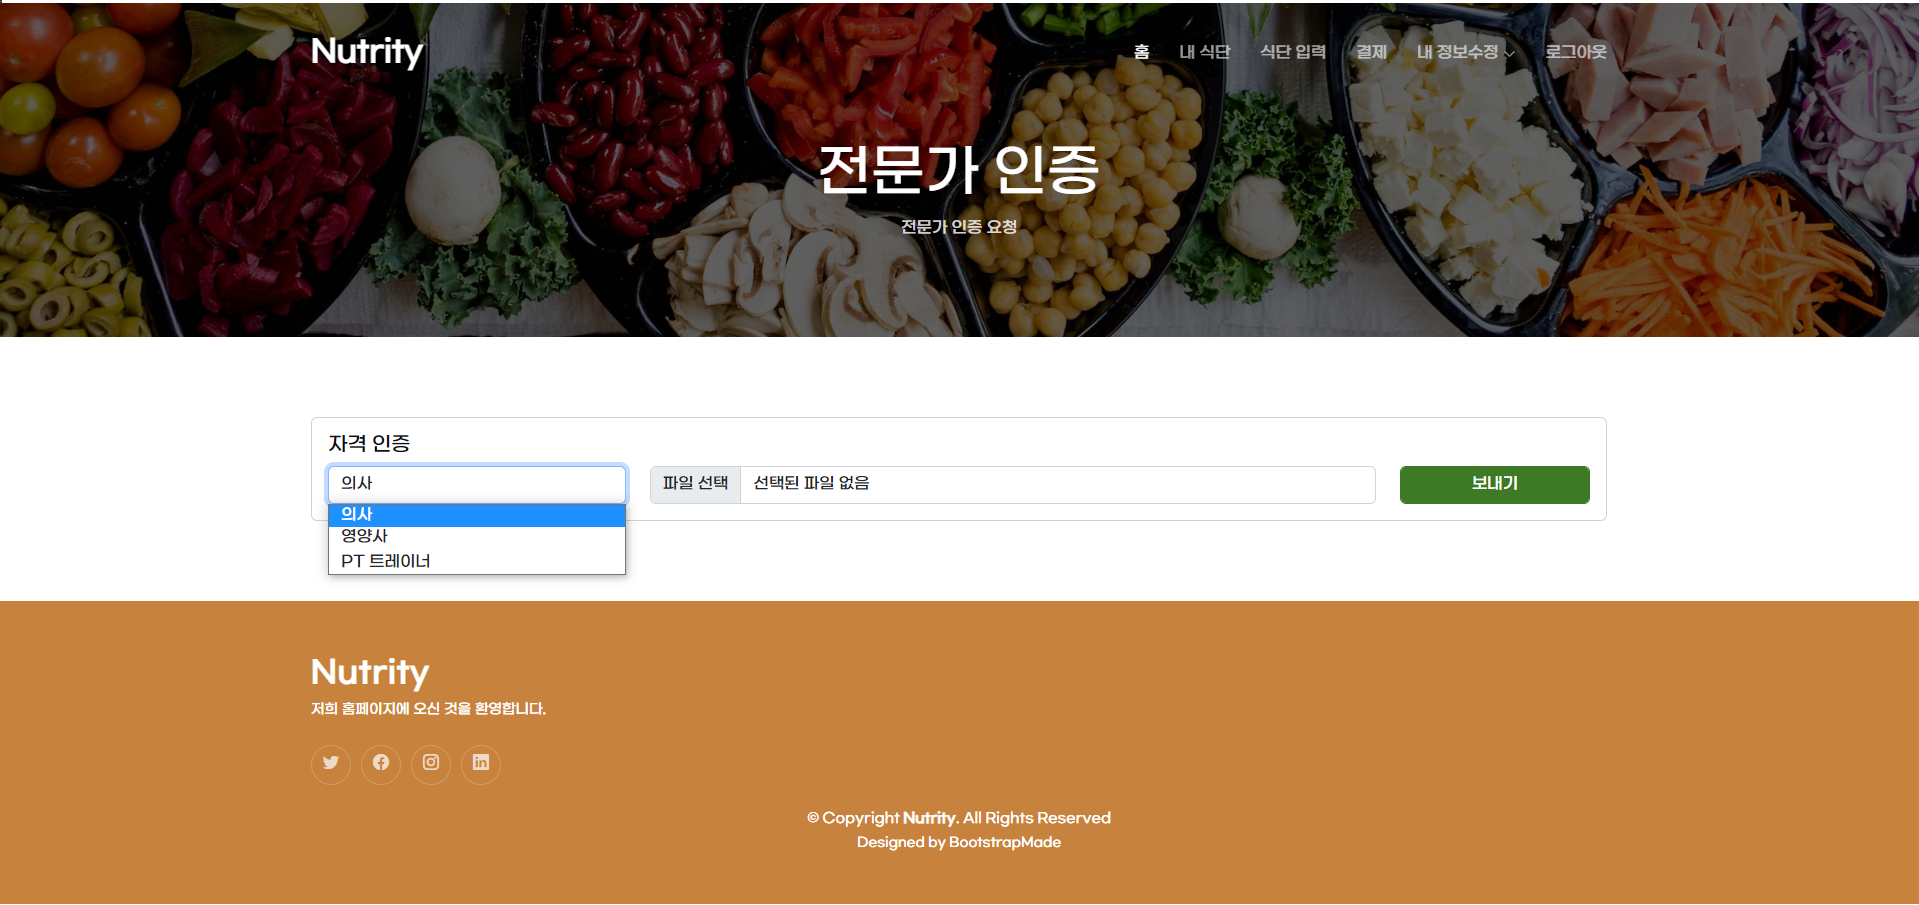 Nutrity
홈 내 식단 식단 입력 결제 내 정보수정 로그아웃
전문가 인증
전문가 인증 요청
자격 인증
의사 파일 선택 선택된 파일 없음 보내기
의사
영양사
PT 트레이너
Nutrity
저희 홈페이지에 오신 것을 환영합니다.
© Copyright Nutrity. All Rights Reserved
Designed by BootstrapMade